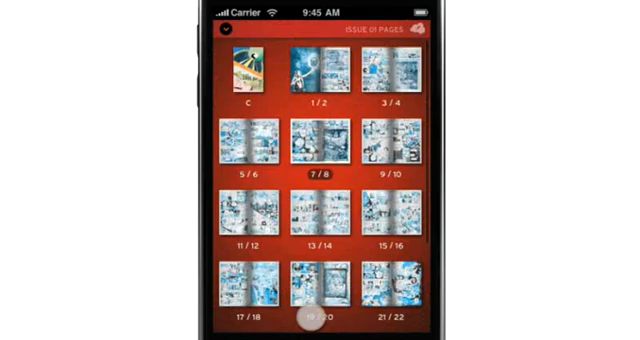 Carrier 9:45 AM
ISSUE 01 PAGES
C 1 / 2 3 / 4
5 / 6 7 / 8 9 / 10
11 / 12 13 / 14 15 / 16
17 / 18 19 / 20 21 / 22